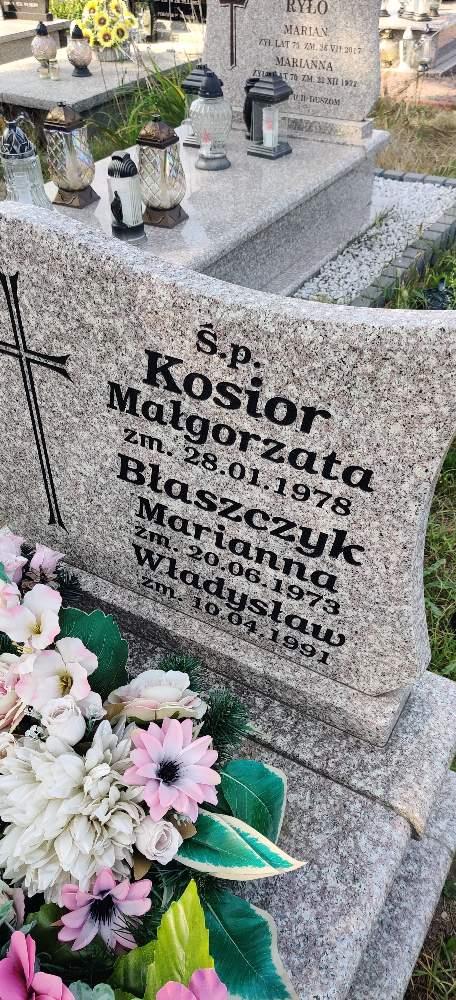 RYŁO
MARIAN
MARIANNA
Ś.p.
Kosior
Małgorzata
zm. 28.01.1978
Błaszczyk
Marianna
zm. 20.06.1973
Władysław
zm. 10.04.1991